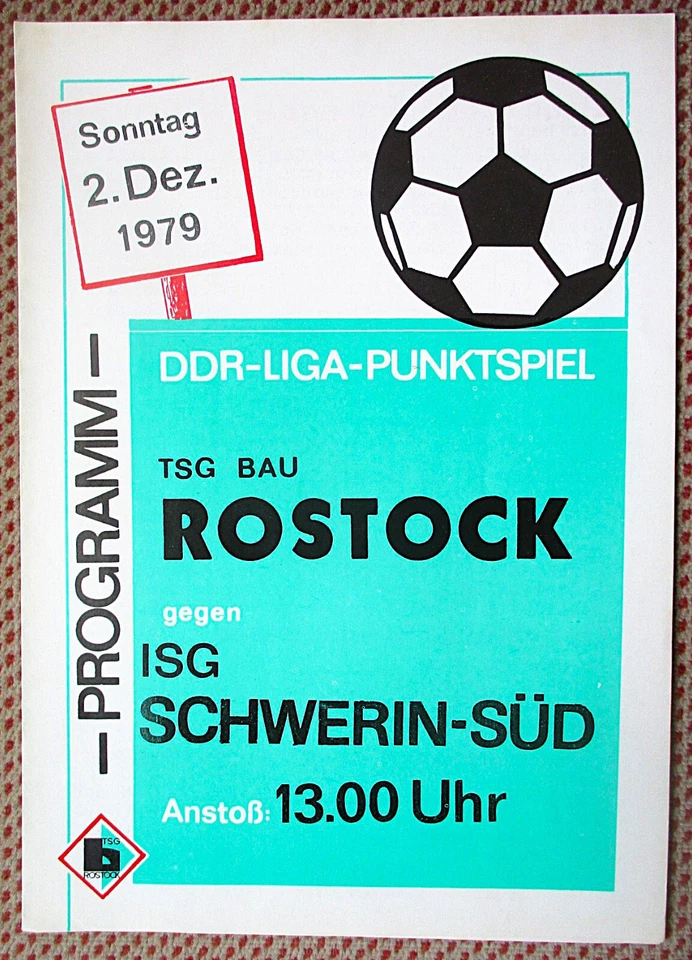 Sonntag
2. Dez.
1979
DDR-LIGA-PUNKTSPIEL
TSG BAU
ROSTOCK
gegen
ISG
SCHWERIN-SÜD
Anstoß: 13.00 Uhr
–PROGRAMM–
TSG
ROSTOCK